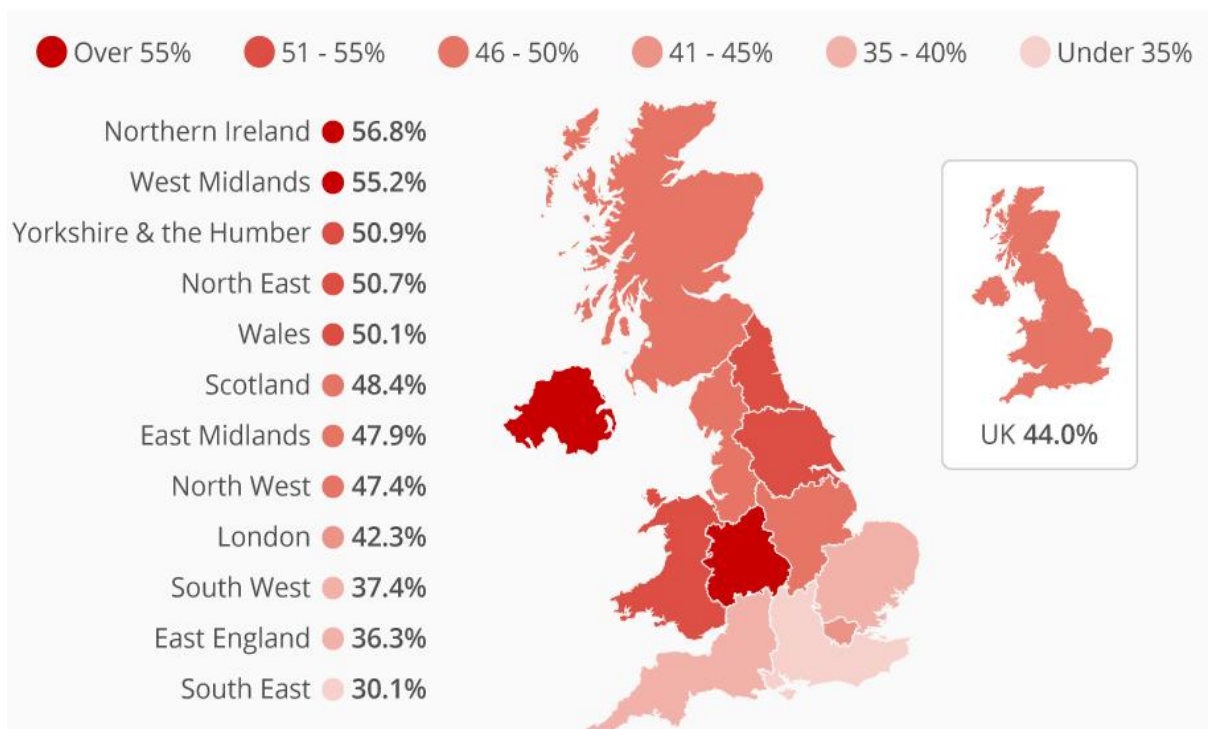 Over 55% 51 - 55% 46 - 50% 41 - 45% 35 - 40% Under 35%
Northern Ireland 56.8%
West Midlands 55.2%
Yorkshire & the Humber 50.9%
North East 50.7%
Wales 50.1%
Scotland 48.4%
East Midlands 47.9%
North West 47.4%
London 42.3%
South West 37.4%
East England 36.3%
South East 30.1%
UK 44.0%